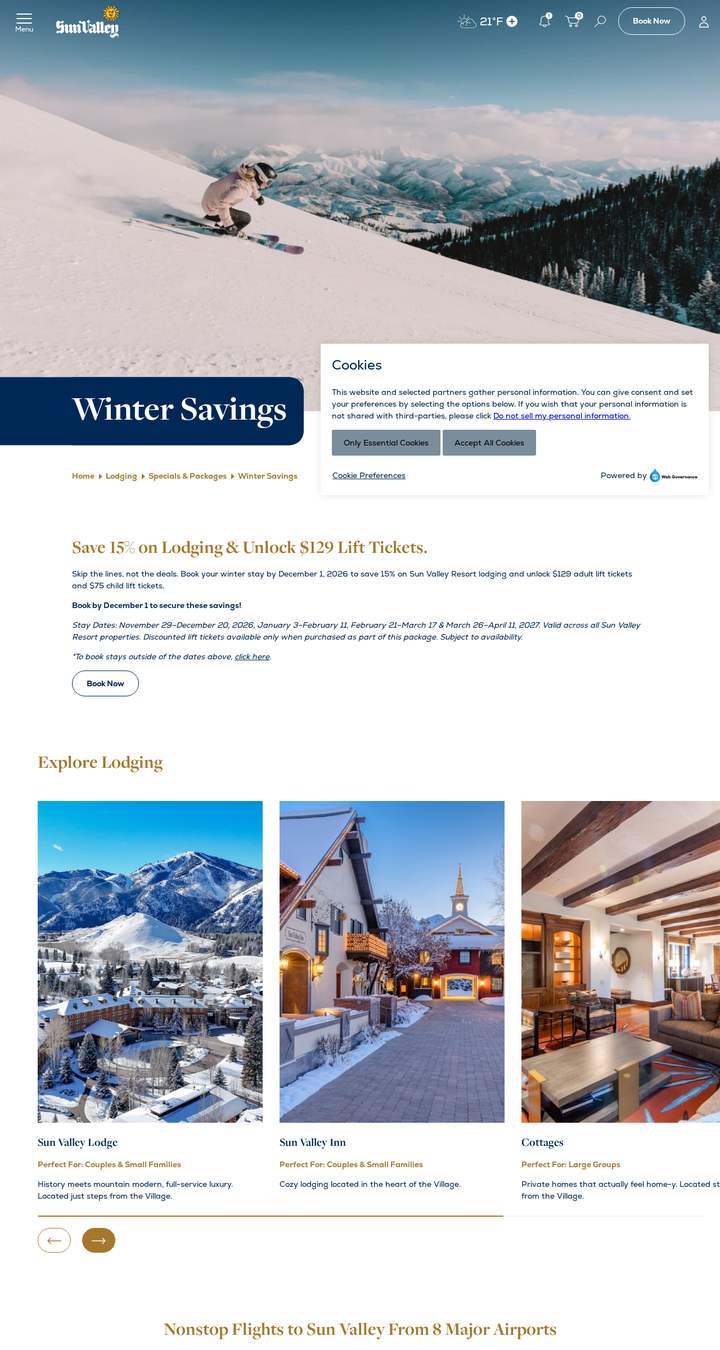 Menu
Sun Valley
21°F
1
0
Book Now
Winter Savings
Cookies
This website and selected partners gather personal information. You can give consent and set
your preferences by selecting the options below. If you wish that your personal information is
not shared with third-parties, please click Do not sell my personal information.
Only Essential Cookies
Accept All Cookies
Cookie Preferences
Powered by
Web Governance
Home
Lodging
Specials & Packages
Winter Savings
Save 15% on Lodging & Unlock $129 Lift Tickets.
Skip the lines, not the deals. Book your winter stay by December 1, 2026 to save 15% on Sun Valley Resort lodging and unlock $129 adult lift tickets
and $75 child lift tickets.
Book by December 1 to secure these savings!
Stay Dates: November 29–December 20, 2026, January 3–February 11, February 21–March 17 & March 26–April 11, 2027. Valid across all Sun Valley
Resort properties. Discounted lift tickets available only when purchased as part of this package. Subject to availability.
*To book stays outside of the dates above, click here.
Book Now
Explore Lodging
Sun Valley Lodge
Perfect For: Couples & Small Families
History meets mountain modern, full-service luxury.
Located just steps from the Village.
Sun Valley Inn
Perfect For: Couples & Small Families
Cozy lodging located in the heart of the Village.
Cottages
Perfect For: Large Groups
Private homes that actually feel home-y. Located st
from the Village.
Nonstop Flights to Sun Valley From 8 Major Airports